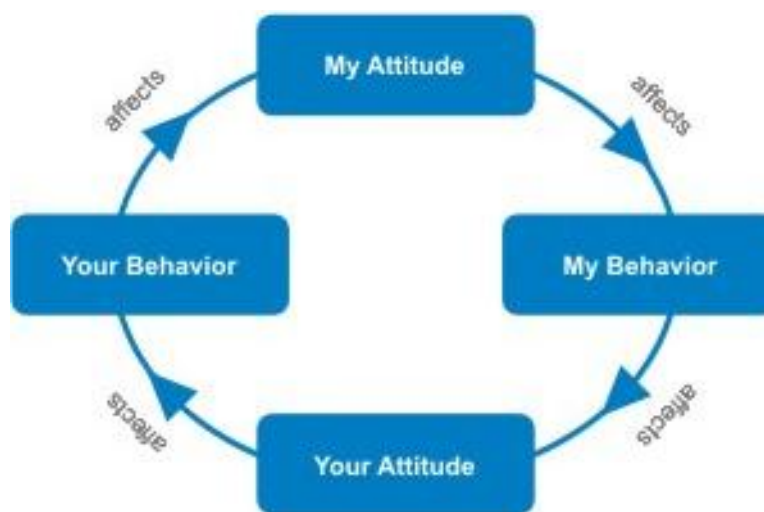 My Attitude
affects
affects
Your Behavior
My Behavior
affects
affects
Your Attitude